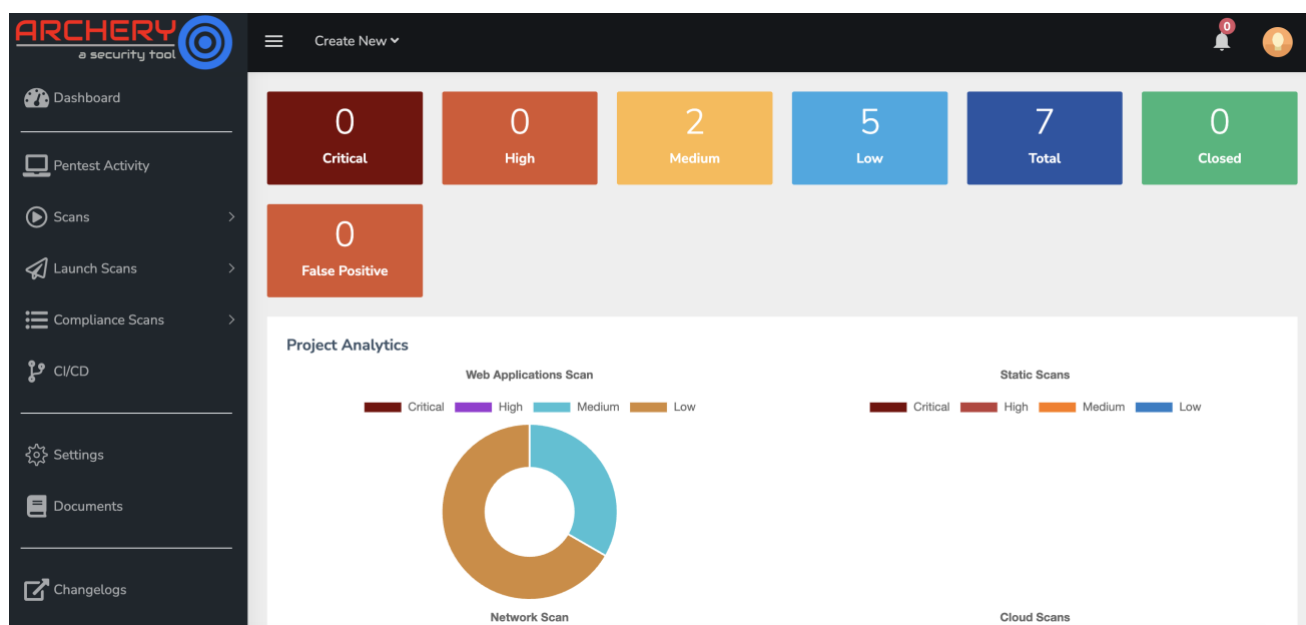 ARCHERY
a security tool
Create New
0
Dashboard
Pentest Activity
Scans
Launch Scans
Compliance Scans
CI/CD
Settings
Documents
Changelogs
0
Critical
0
High
2
Medium
5
Low
7
Total
0
Closed
0
False Positive
Project Analytics
Web Applications Scan
Critical High Medium Low
Static Scans
Critical High Medium Low
Network Scan
Cloud Scans